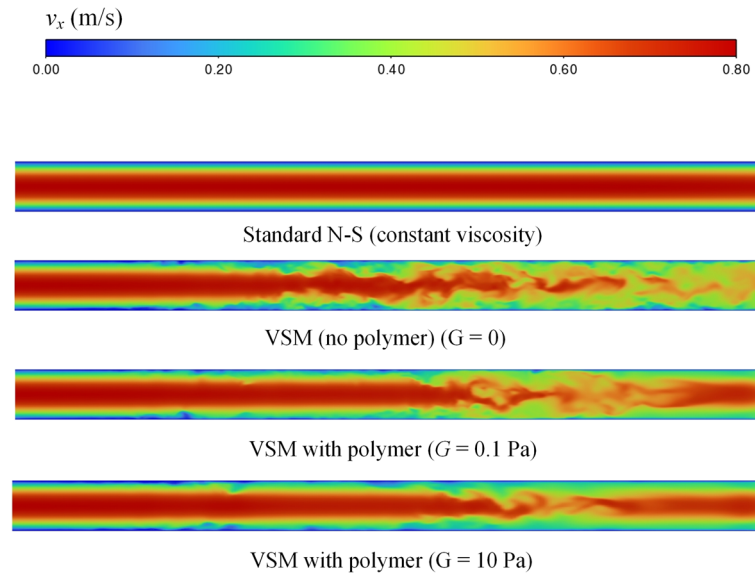 v_x (m/s)
0.00 0.20 0.40 0.60 0.80
Standard N-S (constant viscosity)
VSM (no polymer) (G = 0)
VSM with polymer (G = 0.1 Pa)
VSM with polymer (G = 10 Pa)